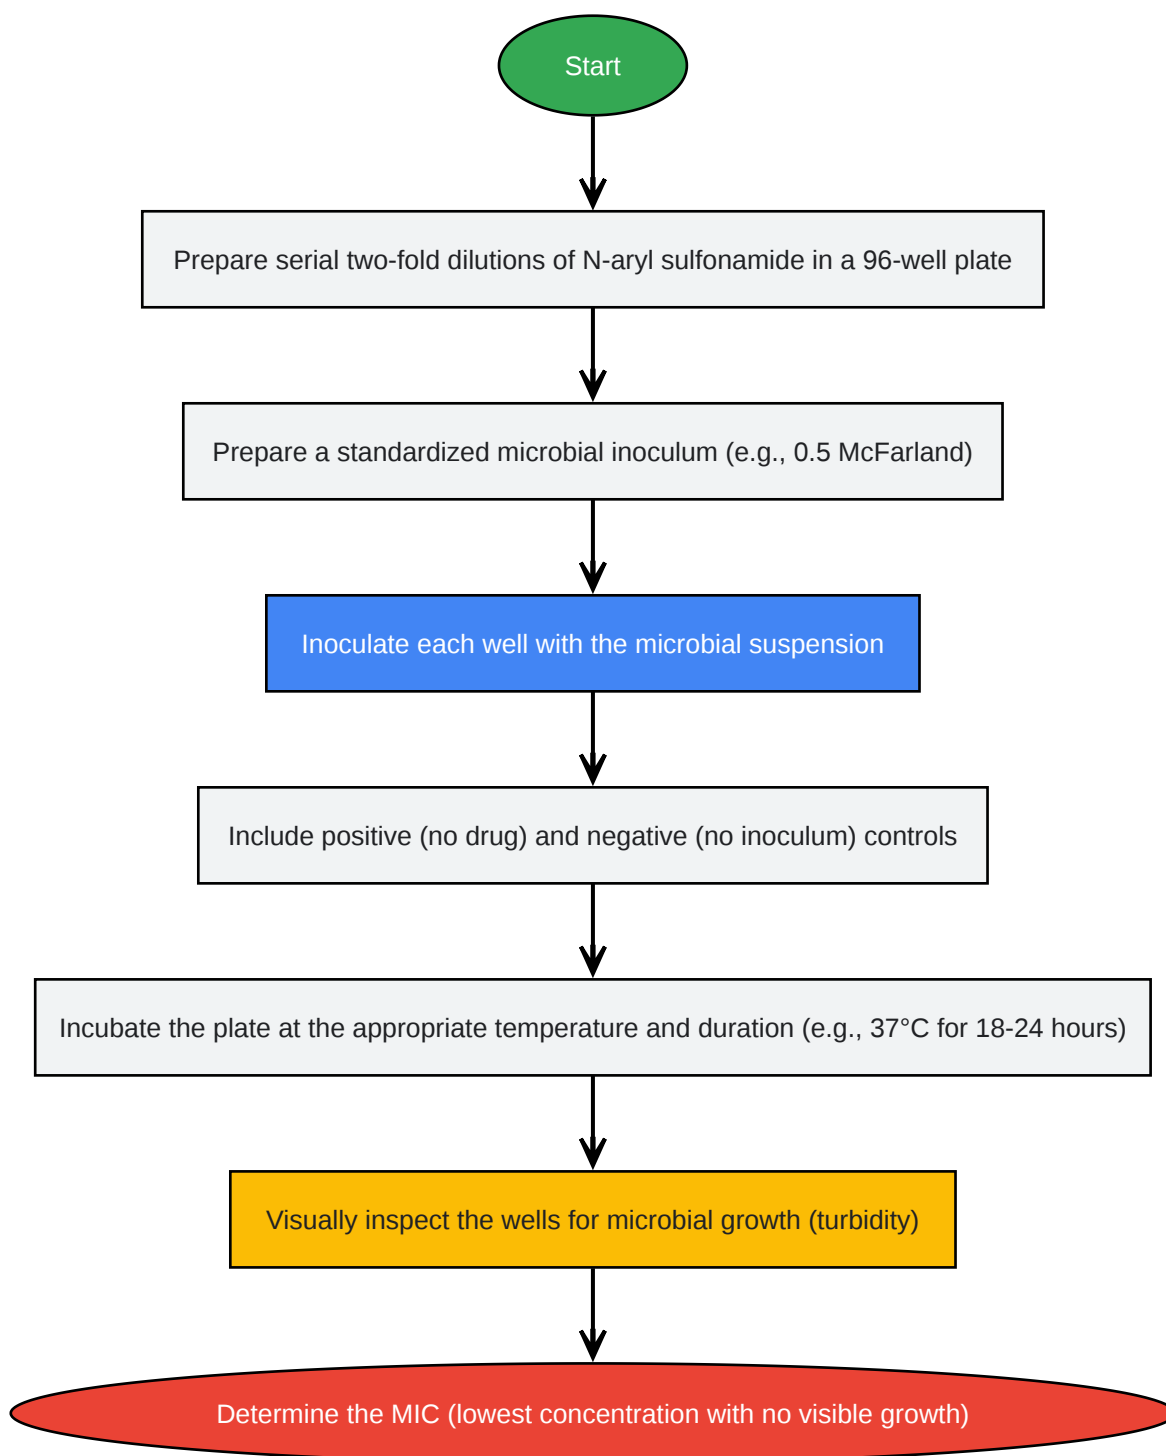 Start
Prepare serial two-fold dilutions of N-aryl sulfonamide in a 96-well plate
Prepare a standardized microbial inoculum (e.g., 0.5 McFarland)
Inoculate each well with the microbial suspension
Include positive (no drug) and negative (no inoculum) controls
Incubate the plate at the appropriate temperature and duration (e.g., 37°C for 18-24 hours)
Visually inspect the wells for microbial growth (turbidity)
Determine the MIC (lowest concentration with no visible growth)